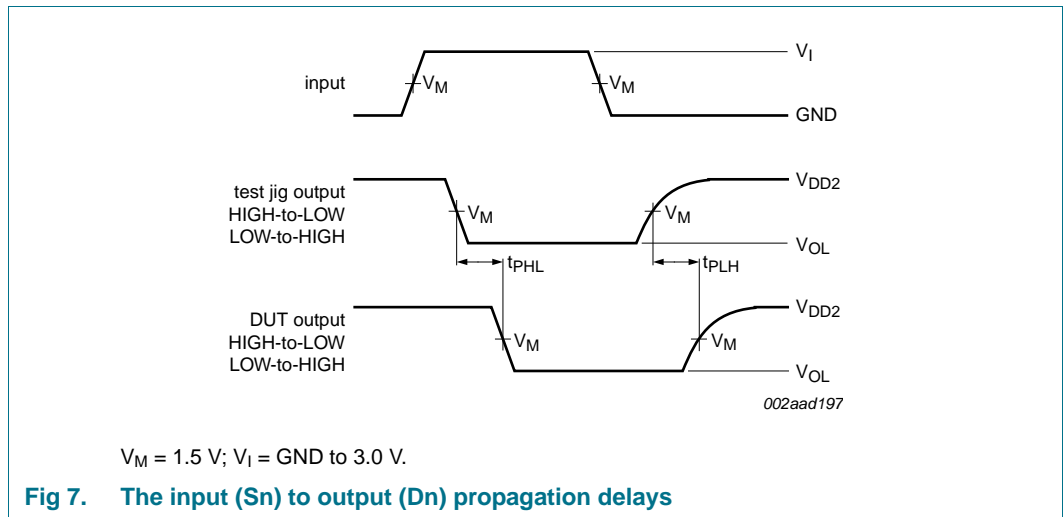 V_I
input
V_M
V_M
GND
test jig output
HIGH-to-LOW
LOW-to-HIGH
V_DD2
V_M
V_M
V_OL
t_PHL
t_PLH
DUT output
HIGH-to-LOW
LOW-to-HIGH
V_DD2
V_M
V_M
V_OL
002aad197
V_M = 1.5 V; V_I = GND to 3.0 V.
Fig 7. The input (Sn) to output (Dn) propagation delays